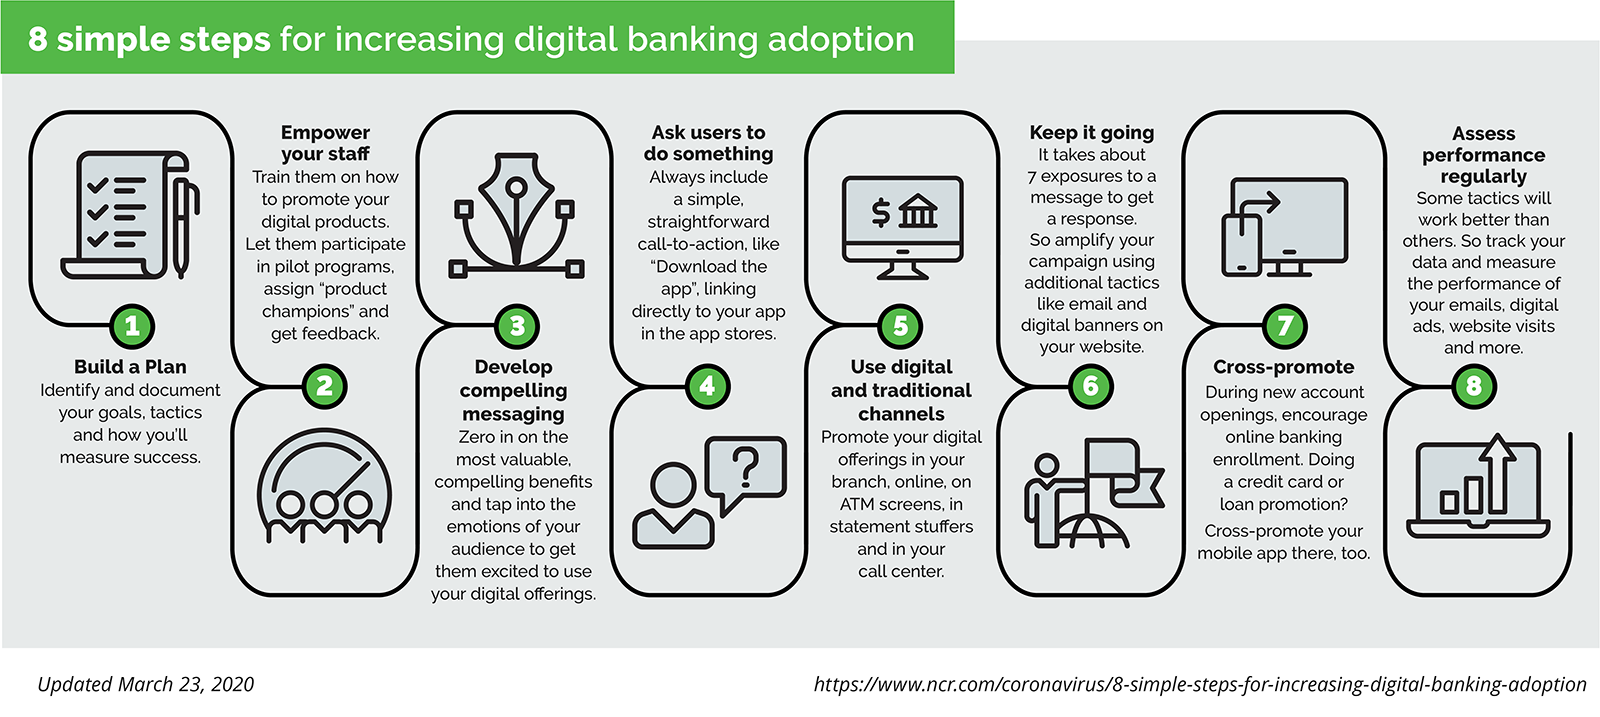 8 simple steps for increasing digital banking adoption
1
Build a Plan
Identify and document
your goals, tactics
and how you'll
measure success.
Empower
your staff
Train them on how
to promote your
digital products.
Let them participate
in pilot programs,
assign “product
champions” and
get feedback.
2
3
Develop
compelling
messaging
Zero in on the
most valuable,
compelling benefits
and tap into the
emotions of your
audience to get
them excited to use
your digital offerings.
Ask users to
do something
Always include
a simple,
straightforward
call-to-action, like
“Download the
app”, linking
directly to your app
in the app stores.
4
?
$
5
Use digital
and traditional
channels
Promote your digital
offerings in your
branch, online, on
ATM screens, in
statement stuffers
and in your
call center.
Keep it going
It takes about
7 exposures to a
message to get
a response.
So amplify your
campaign using
additional tactics
like email and
digital banners on
your website.
6
7
Cross-promote
During new account
openings, encourage
online banking
enrollment. Doing
a credit card or
loan promotion?
Cross-promote your
mobile app there, too.
Assess
performance
regularly
Some tactics will
work better than
others. So track your
data and measure
the performance of
your emails, digital
ads, website visits
and more.
8
Updated March 23, 2020
https://www.ncr.com/coronavirus/8-simple-steps-for-increasing-digital-banking-adoption